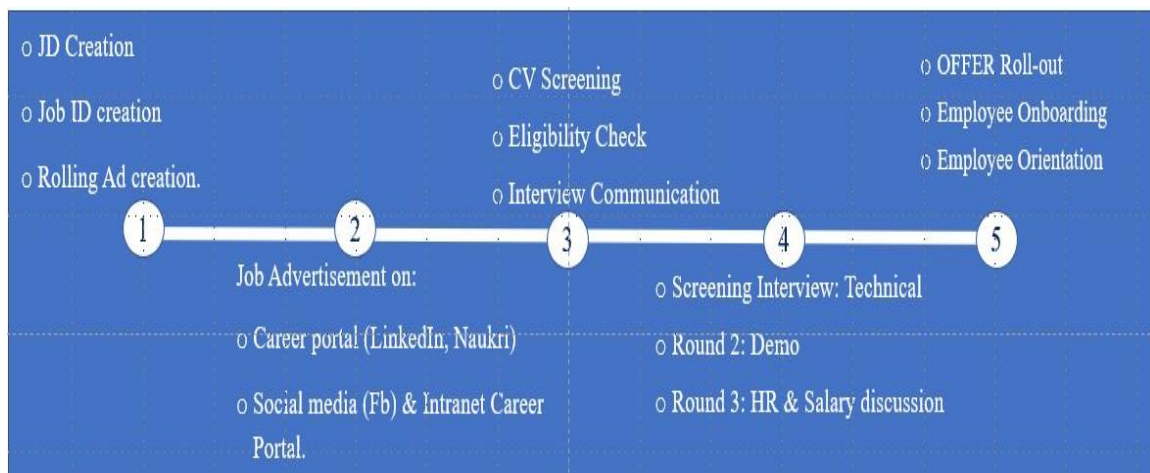 ○ JD Creation
○ Job ID creation
○ Rolling Ad creation.
1
Job Advertisement on:
○ Career portal (LinkedIn, Naukri)
○ Social media (Fb) & Intranet Career
Portal.
2
○ CV Screening
○ Eligibility Check
○ Interview Communication
3
○ Screening Interview: Technical
○ Round 2: Demo
○ Round 3: HR & Salary discussion
4
○ OFFER Roll-out
○ Employee Onboarding
○ Employee Orientation
5